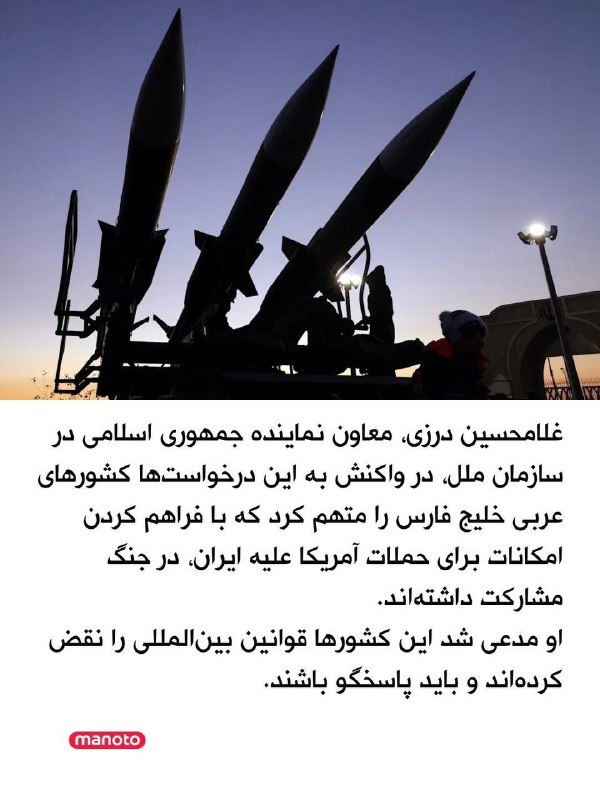 غلامحسین درزی، معاون نماینده جمهوری اسلامی در
سازمان ملل، در واکنش به این درخواست‌ها کشورهای
عربی خلیج فارس را متهم کرد که با فراهم کردن
امکانات برای حملات آمریکا علیه ایران، در جنگ
مشارکت داشته‌اند.
او مدعی شد این کشورها قوانین بین‌المللی را نقض
کرده‌اند و باید پاسخگو باشند.
manoto